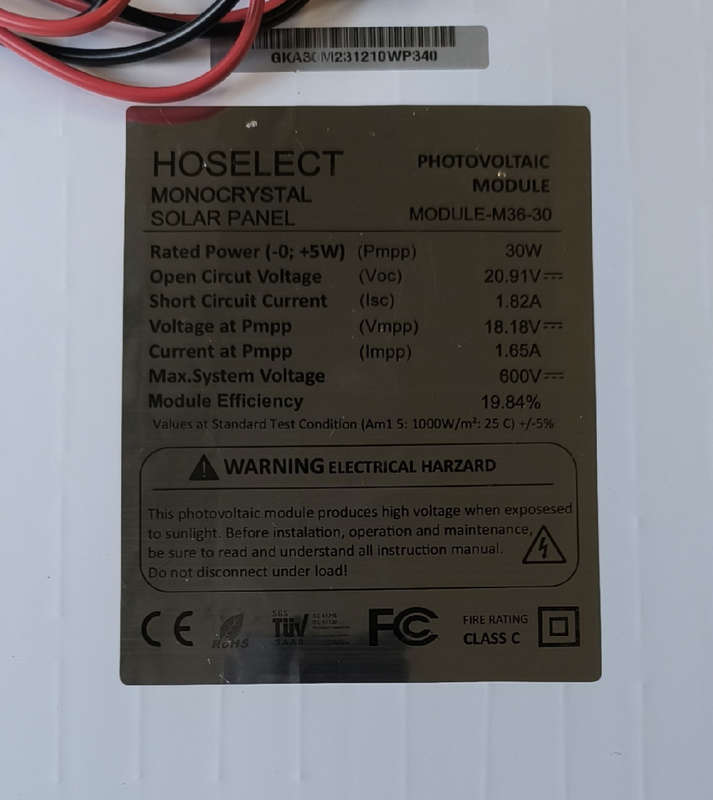 GKA30M231210WP340
HOSELECT
MONOCRYSTAL
SOLAR PANEL
PHOTOVOLTAIC
MODULE
MODULE-M36-30
Rated Power (-0; +5W) (Pmpp) 30W
Open Circut Voltage (Voc) 20.91V
Short Circuit Current (Isc) 1.82A
Voltage at Pmpp (Vmpp) 18.18V
Current at Pmpp (Impp) 1.65A
Max.System Voltage 600V
Module Efficiency 19.84%
Values at Standard Test Condition (Am1 5: 1000W/m²: 25 C) +/-5%
WARNING ELECTRICAL HARZARD
This photovoltaic module produces high voltage when exposesed
to sunlight. Before instalation, operation and maintenance,
be sure to read and understand all instruction manual.
Do not disconnect under load!
CE
RoHS
SGS
TÜV
SAAR
FC
FIRE RATING
CLASS C